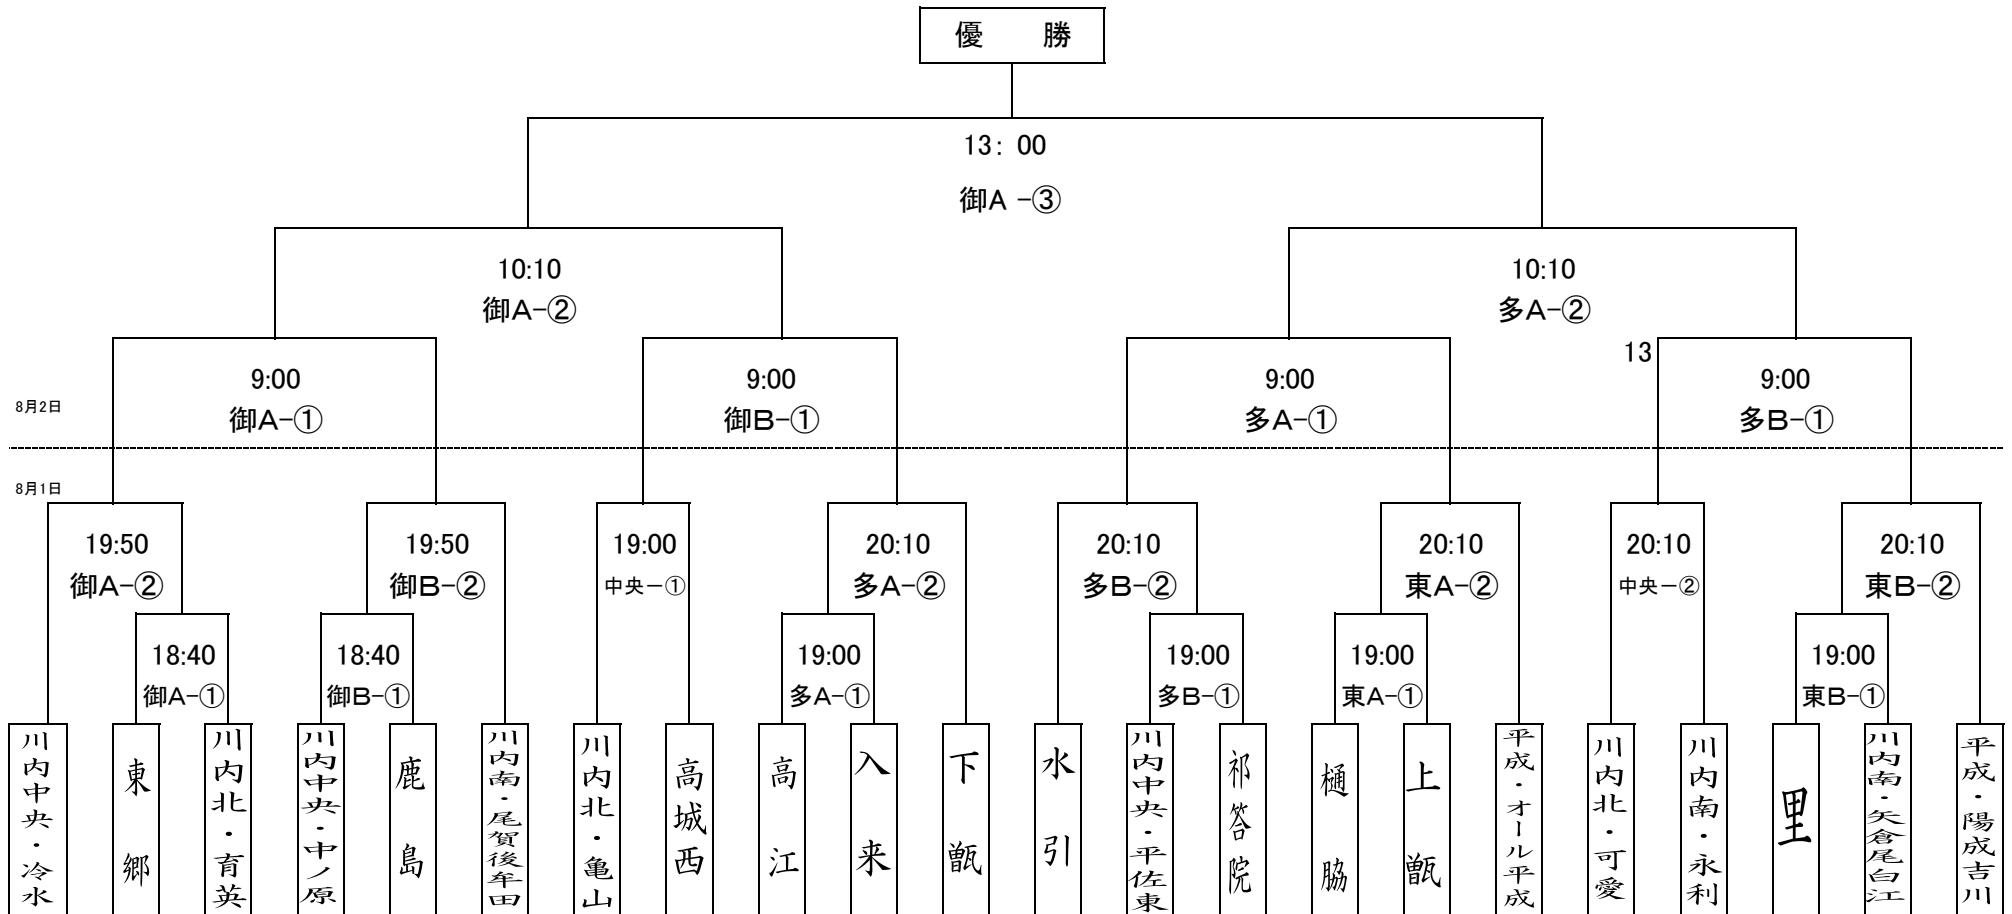 優　勝
13: 00
御A -③
10:10
御A-②
10:10
多A-②
13
9:00
御A-①
9:00
御B-①
9:00
多A-①
9:00
多B-①
8月2日
8月1日
19:50
御A-②
19:50
御B-②
19:00
中央－①
20:10
多A-②
20:10
多B-②
20:10
東A-②
20:10
中央－②
20:10
東B-②
18:40
御A-①
18:40
御B-①
19:00
多A-①
19:00
多B-①
19:00
東A-①
19:00
東B-①
川内中央・冷水
東郷
川内北・育英
川内中央・中ノ原
鹿島
川内南・尾賀後牟田
川内北・亀山
高城西
高江
入来
下甑
水引
川内中央・平佐東
祁答院
樋脇
上甑
平成・オール平成
川内北・可愛
川内南・永利
里
川内南・矢倉尾白江
平成・陽成吉川